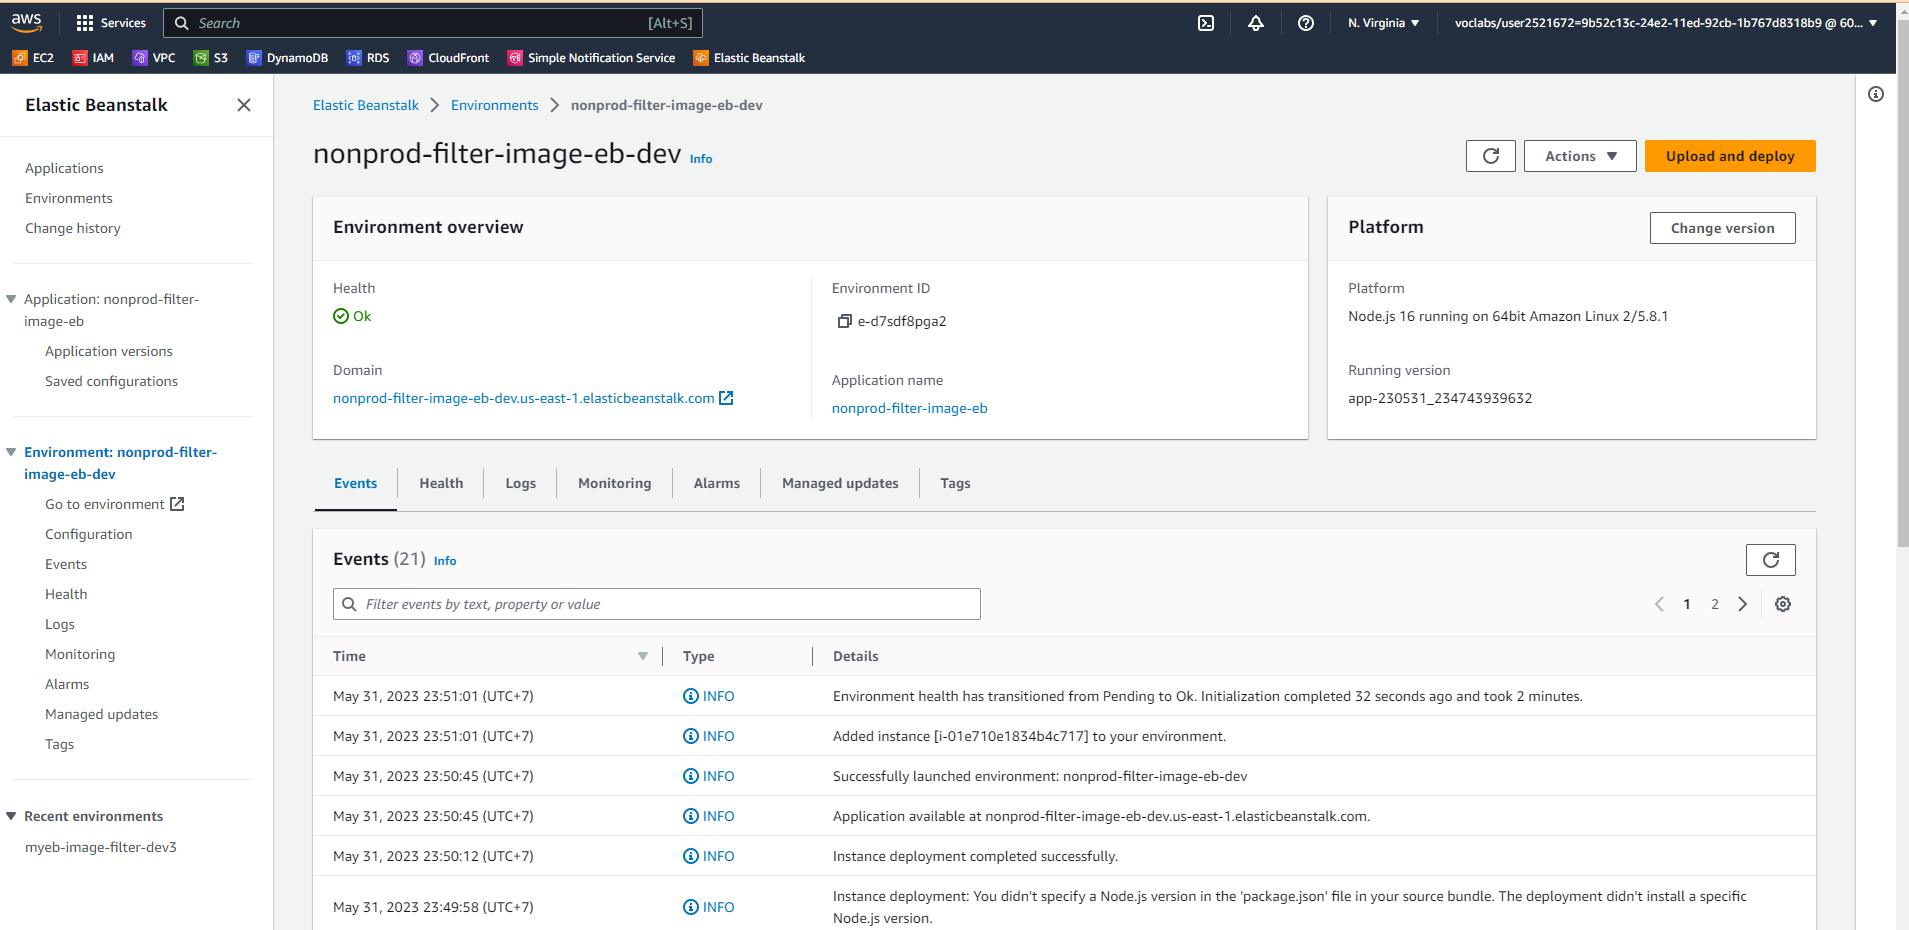 aws
Services
Search
[Alt+S]
N. Virginia
voclabs/user2521672=9b52c13c-24e2-11ed-92cb-1b767d8318b9 @ 60...
EC2 IAM VPC S3 DynamoDB RDS CloudFront Simple Notification Service Elastic Beanstalk
Elastic Beanstalk
Applications
Environments
Change history
Application: nonprod-filter-
image-eb
Application versions
Saved configurations
Environment: nonprod-filter-
image-eb-dev
Go to environment
Configuration
Events
Health
Logs
Monitoring
Alarms
Managed updates
Tags
Recent environments
myeb-image-filter-dev3
Elastic Beanstalk > Environments > nonprod-filter-image-eb-dev
nonprod-filter-image-eb-dev Info
Actions
Upload and deploy
Environment overview
Health
Ok
Domain
nonprod-filter-image-eb-dev.us-east-1.elasticbeanstalk.com
Environment ID
e-d7sdf8pga2
Application name
nonprod-filter-image-eb
Platform
Change version
Platform
Node.js 16 running on 64bit Amazon Linux 2/5.8.1
Running version
app-230531_234743939632
Events Health Logs Monitoring Alarms Managed updates Tags
Events (21) Info
Filter events by text, property or value
1 2
Time Type Details
May 31, 2023 23:51:01 (UTC+7) INFO Environment health has transitioned from Pending to Ok. Initialization completed 32 seconds ago and took 2 minutes.
May 31, 2023 23:51:01 (UTC+7) INFO Added instance [i-01e710e1834b4c717] to your environment.
May 31, 2023 23:50:45 (UTC+7) INFO Successfully launched environment: nonprod-filter-image-eb-dev
May 31, 2023 23:50:45 (UTC+7) INFO Application available at nonprod-filter-image-eb-dev.us-east-1.elasticbeanstalk.com.
May 31, 2023 23:50:12 (UTC+7) INFO Instance deployment completed successfully.
May 31, 2023 23:49:58 (UTC+7) INFO Instance deployment: You didn't specify a Node.js version in the 'package.json' file in your source bundle. The deployment didn't install a specific
Node.js version.